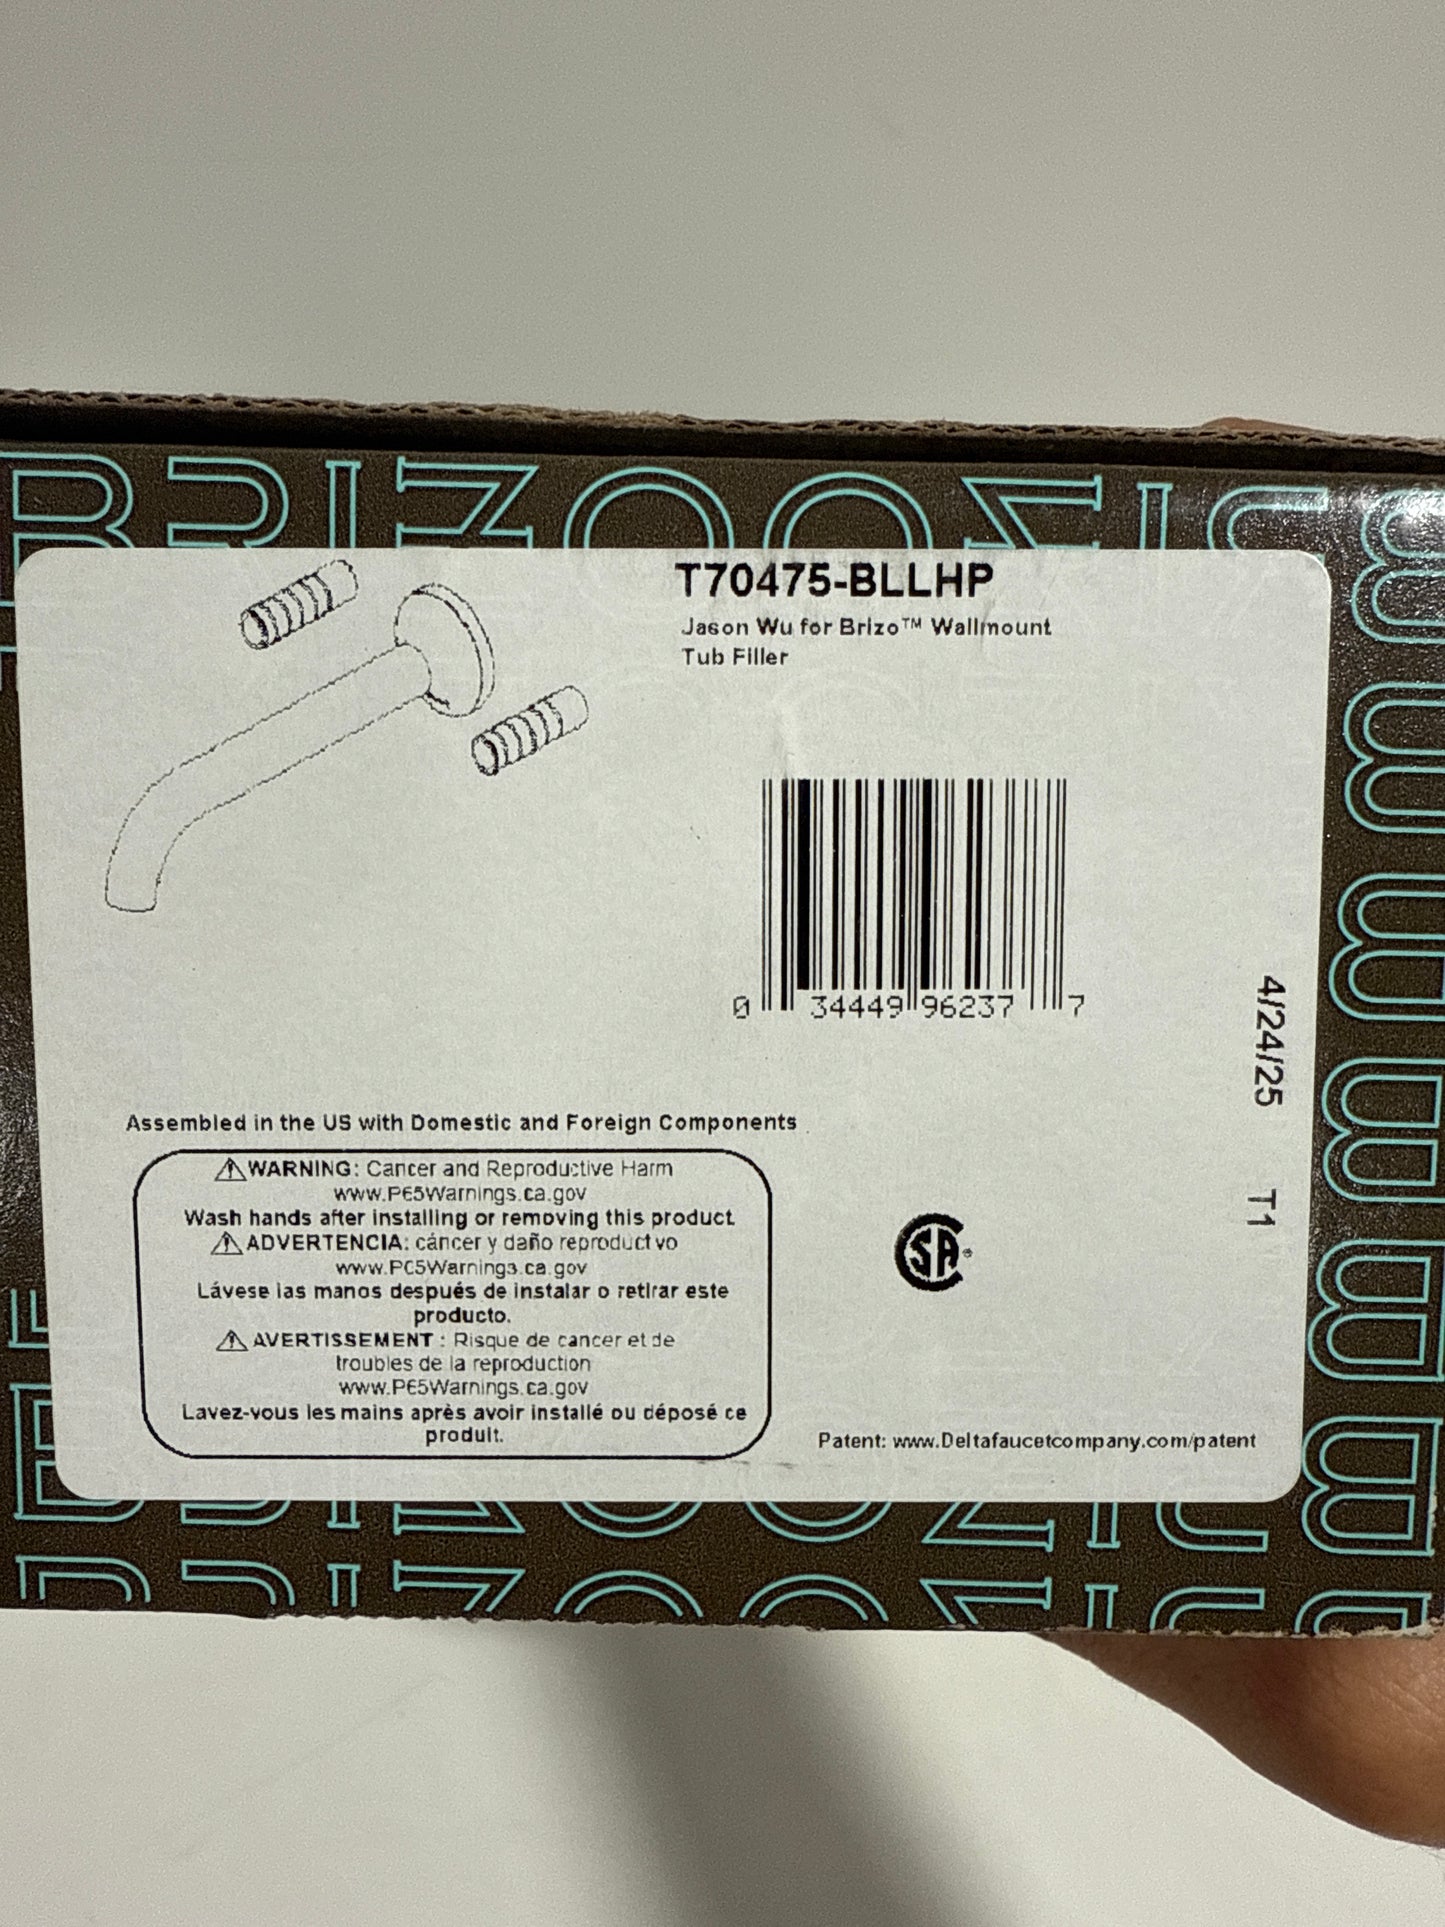 T70475-BLLHP
Jason Wu for Brizo™ Wallmount
Tub Filler
0 34449 96237 7
4/24/25 T1
Assembled in the US with Domestic and Foreign Components
⚠WARNING: Cancer and Reproductive Harm
www.P65Warnings.ca.gov
Wash hands after installing or removing this product.
⚠ADVERTENCIA: cáncer y daño reproductivo
www.P65Warnings.ca.gov
Lávese las manos después de instalar o retirar este
producto.
⚠AVERTISSEMENT : Risque de cancer et de
troubles de la reproduction
www.P65Warnings.ca.gov
Lavez-vous les mains après avoir installé ou déposé ce
produit.
SA®
Patent: www.Deltafaucetcompany.com/patent